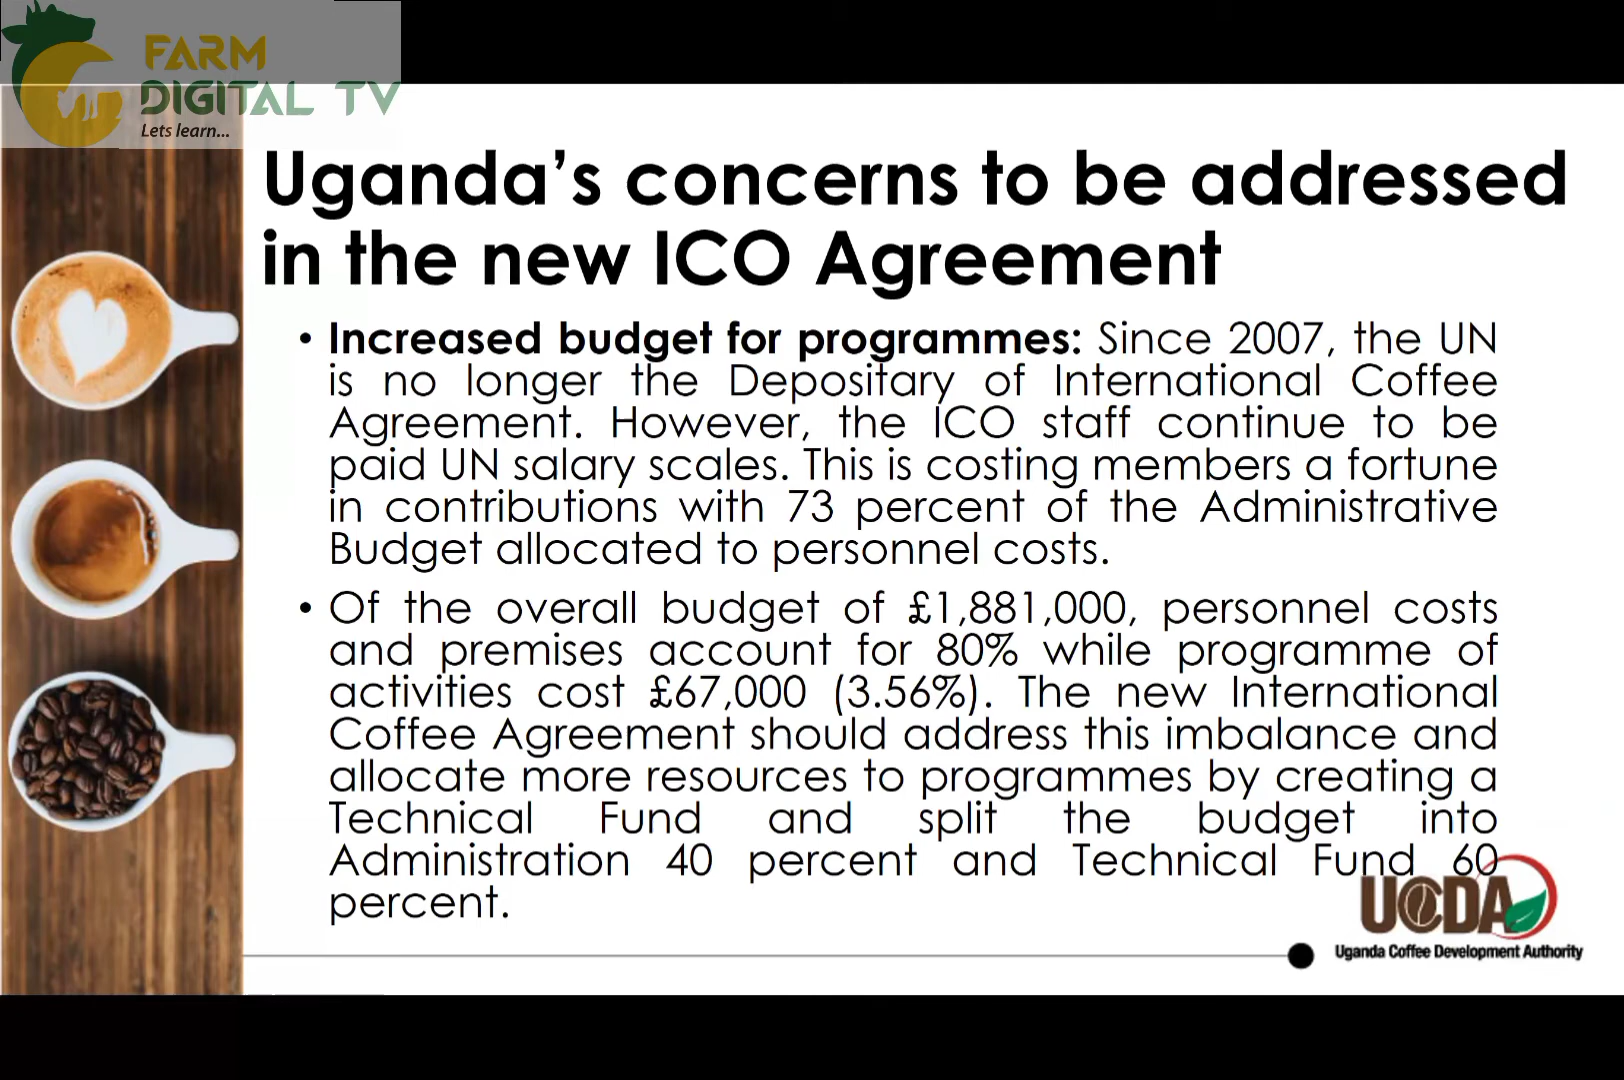 FARM
DIGITAL TV
Lets learn...
Uganda’s concerns to be addressed
in the new ICO Agreement
• Increased budget for programmes: Since 2007, the UN
is no longer the Depositary of International Coffee
Agreement. However, the ICO staff continue to be
paid UN salary scales. This is costing members a fortune
in contributions with 73 percent of the Administrative
Budget allocated to personnel costs.
• Of the overall budget of £1,881,000, personnel costs
and premises account for 80% while programme of
activities cost £67,000 (3.56%). The new International
Coffee Agreement should address this imbalance and
allocate more resources to programmes by creating a
Technical Fund and split the budget into
Administration 40 percent and Technical Fund 60
percent.
UCDA
Uganda Coffee Development Authority